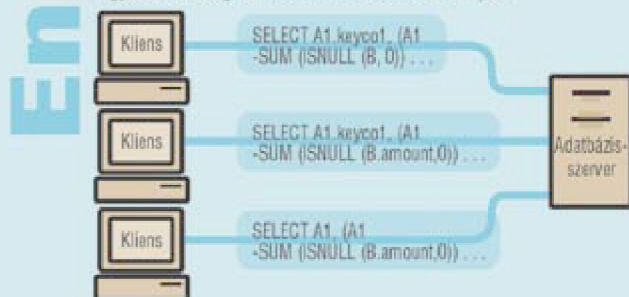 En
Kliens
SELECT A1.keyco1, (A1
-SUM (ISNULL (B, 0)) . . .
Kliens
SELECT A1.keyco1, (A1
-SUM (ISNULL (B.amount,0)) . . .
Adatbázis-
szerver
Kliens
SELECT A1, (A1
-SUM (ISNULL (B.amount,0)) . . .